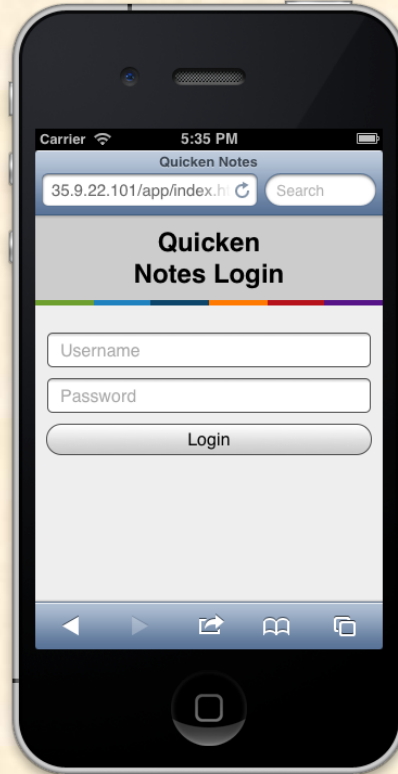 Carrier 5:35 PM
Quicken Notes
35.9.22.101/app/index.h Search
Quicken
Notes Login
Username
Password
Login